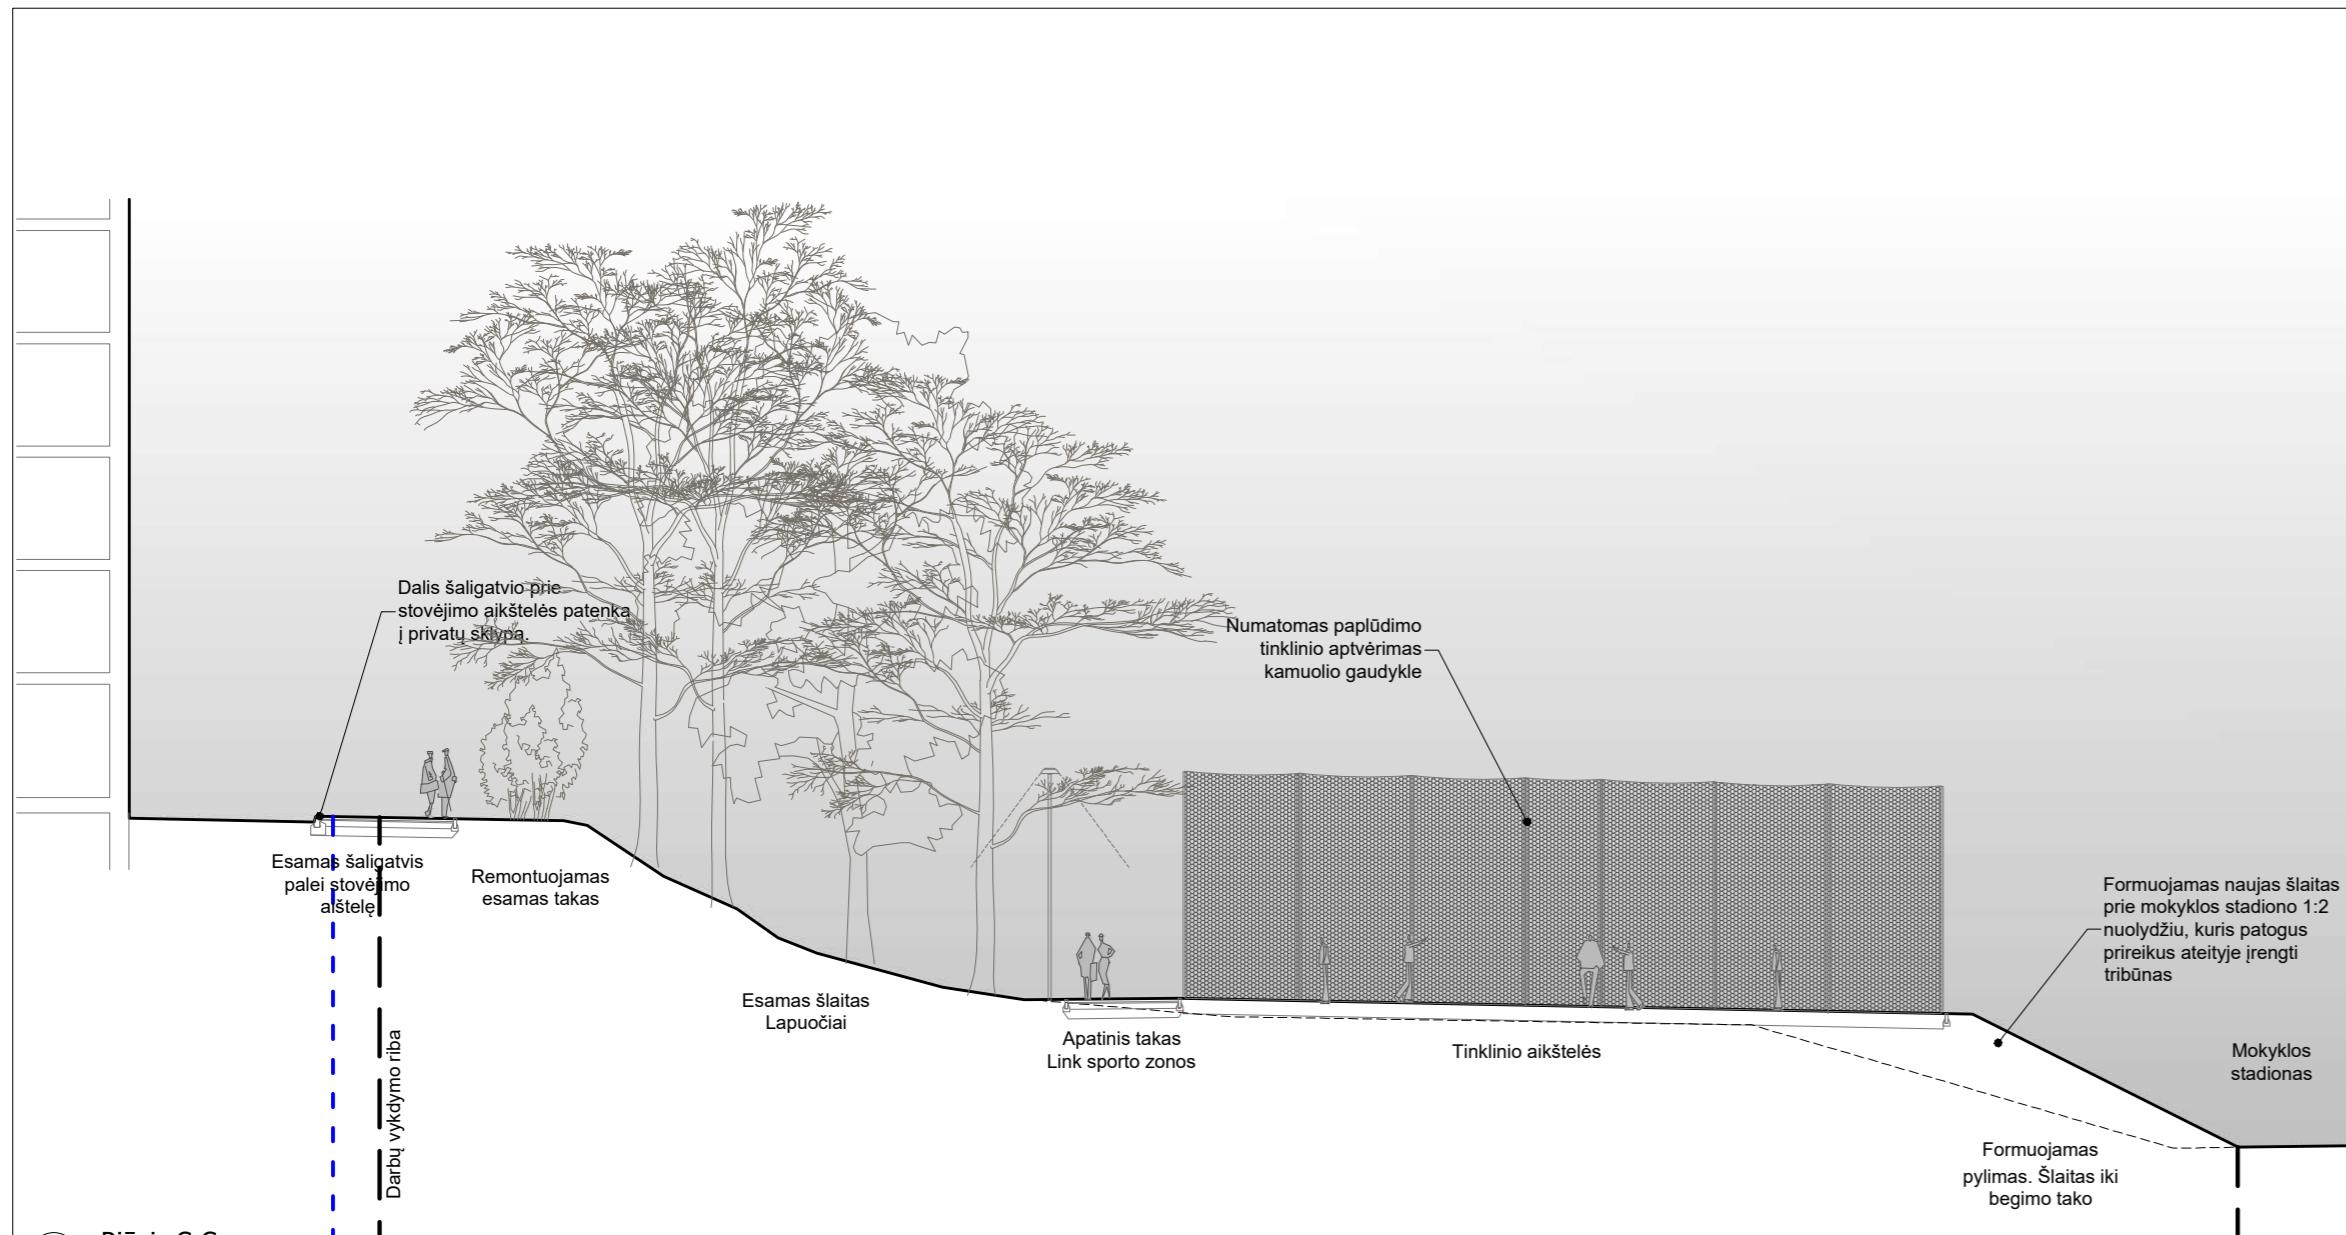 Dalis šaligatvio prie
stovėjimo aikštelės patenka
į privatų sklypą.
Numatomas paplūdimo
tinklinio aptvėrimas
kamuolio gaudykle
Esamas šaligatvis
palei stovėjimo
aištelę
Remontuojamas
esamas takas
Formuojamas naujas šlaitas
prie mokyklos stadiono 1:2
nuolydžiu, kuris patogus
prireikus ateityje įrengti
tribūnas
Esamas šlaitas
Lapuočiai
Apatinis takas
Link sporto zonos
Tinklinio aikštelės
Mokyklos
stadionas
Darbų vykdymo riba
Formuojamas
pylimas. Šlaitas iki
begimo tako